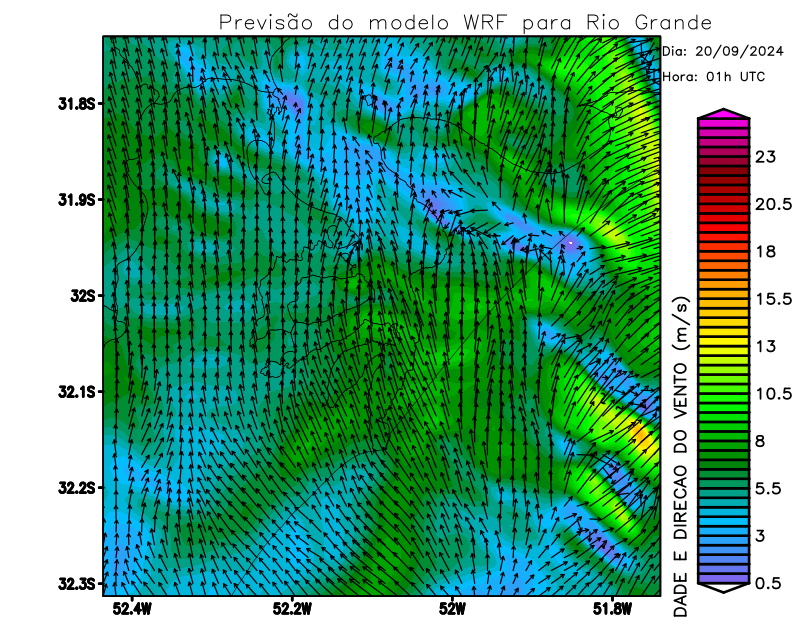 Previsão do modelo WRF para Rio Grande
Dia: 20/09/2024
Hora: 01h UTC
31.8S
31.9S
32S
32.1S
32.2S
32.3S
52.4W 52.2W 52W 51.8W
23
20.5
18
15.5
13
10.5
8
5.5
3
0.5
DADE E DIRECAO DO VENTO (m/s)